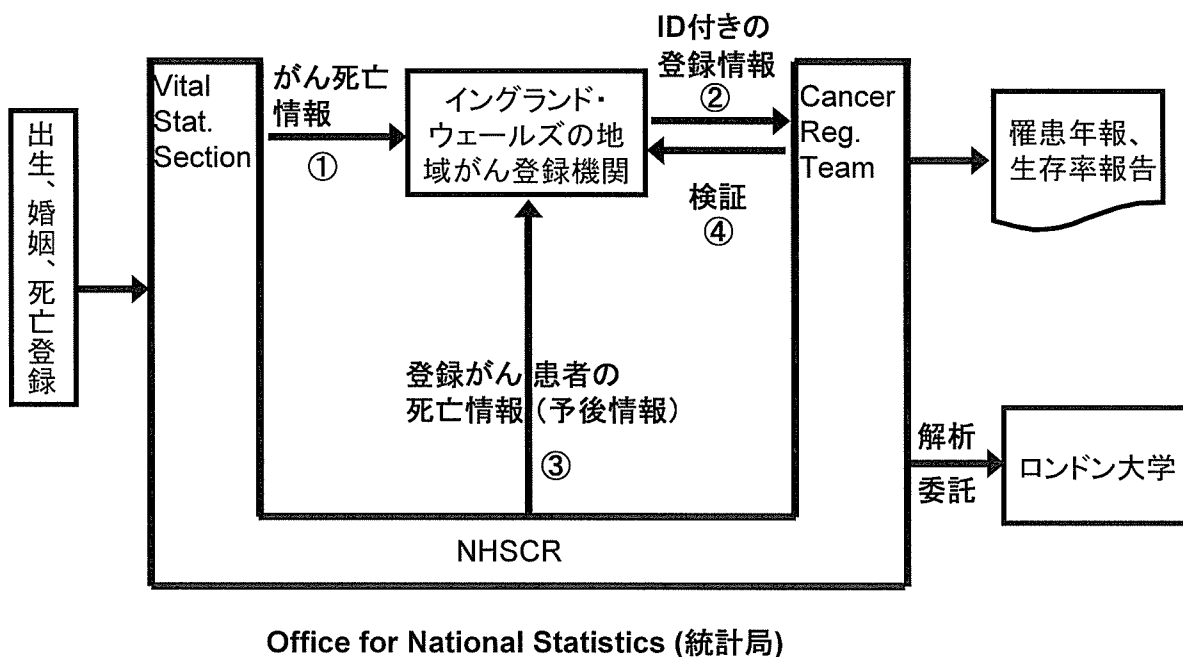 出生、婚姻、死亡登録
Vital
Stat.
Section
がん死亡
情報
①
イングランド・
ウェールズの地
域がん登録機関
ID付きの
登録情報
②
検証
④
Cancer
Reg.
Team
罹患年報、
生存率報告
登録がん患者の
死亡情報(予後情報)
③
解析
委託
ロンドン大学
NHSCR
Office for National Statistics (統計局)